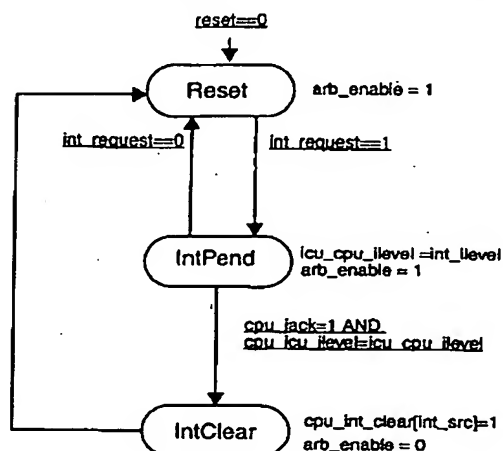 reset==0
Reset
arb_enable = 1
int_request==0
int_request==1
IntPend
icu_cpu_ilevel =int_ilevel
arb_enable = 1
cpu_iack=1 AND
cpu_icu_ilevel=icu_cpu_ilevel
IntClear
cpu_int_clear[int_src]=1
arb_enable = 0